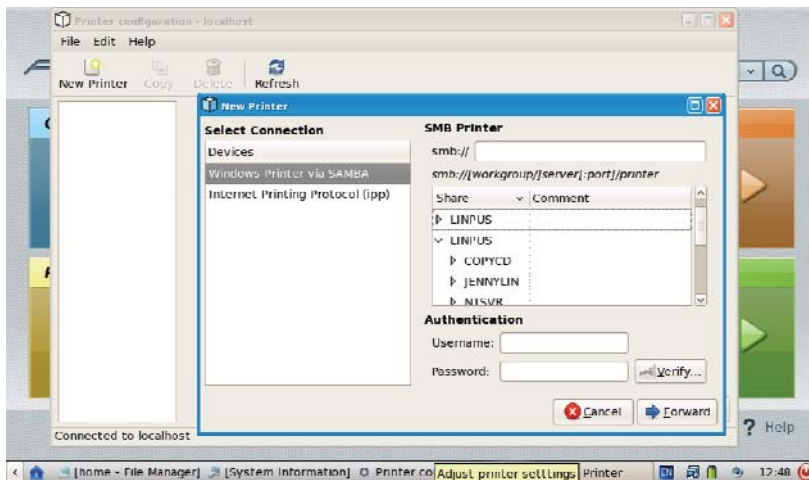 Printer configuration - localhost
File Edit Help
New Printer Copy Delete Refresh
New Printer
Select Connection
Devices
Windows Printer via SAMBA
Internet Printing Protocol (ipp)
SMB Printer
smb://
smb://[workgroup/]server[:port]/printer
Share Comment
LINPUS
LINPUS
COPYCD
JENNYLIN
NTSVR
Authentication
Username:
Password:
Verify...
Cancel Forward
Connected to localhost
Help
[home - File Manager] [System Information] Printer co Adjust printer setttings Printer EN 12:48